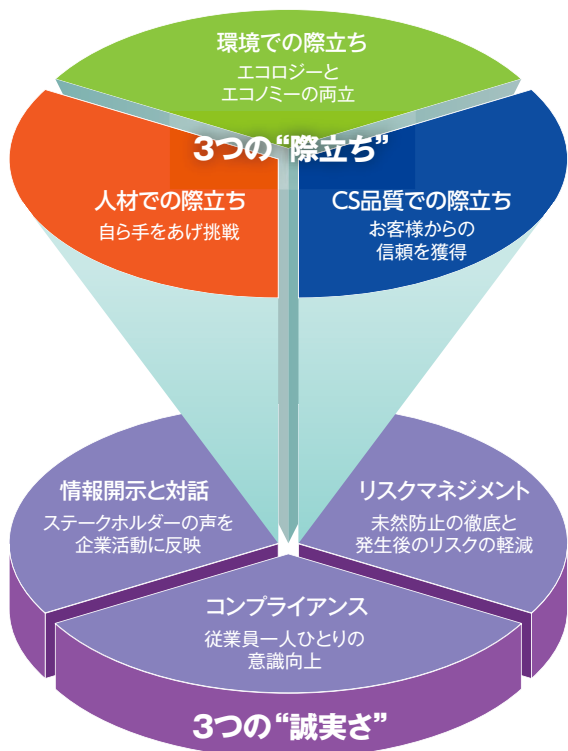 環境での際立ち
エコロジーと
エコノミーの両立
3つの“際立ち”
人材での際立ち
自ら手をあげ挑戦
CS品質での際立ち
お客様からの
信頼を獲得
情報開示と対話
ステークホルダーの声を
企業活動に反映
リスクマネジメント
未然防止の徹底と
発生後のリスクの軽減
コンプライアンス
従業員一人ひとりの
意識向上
3つの“誠実さ”